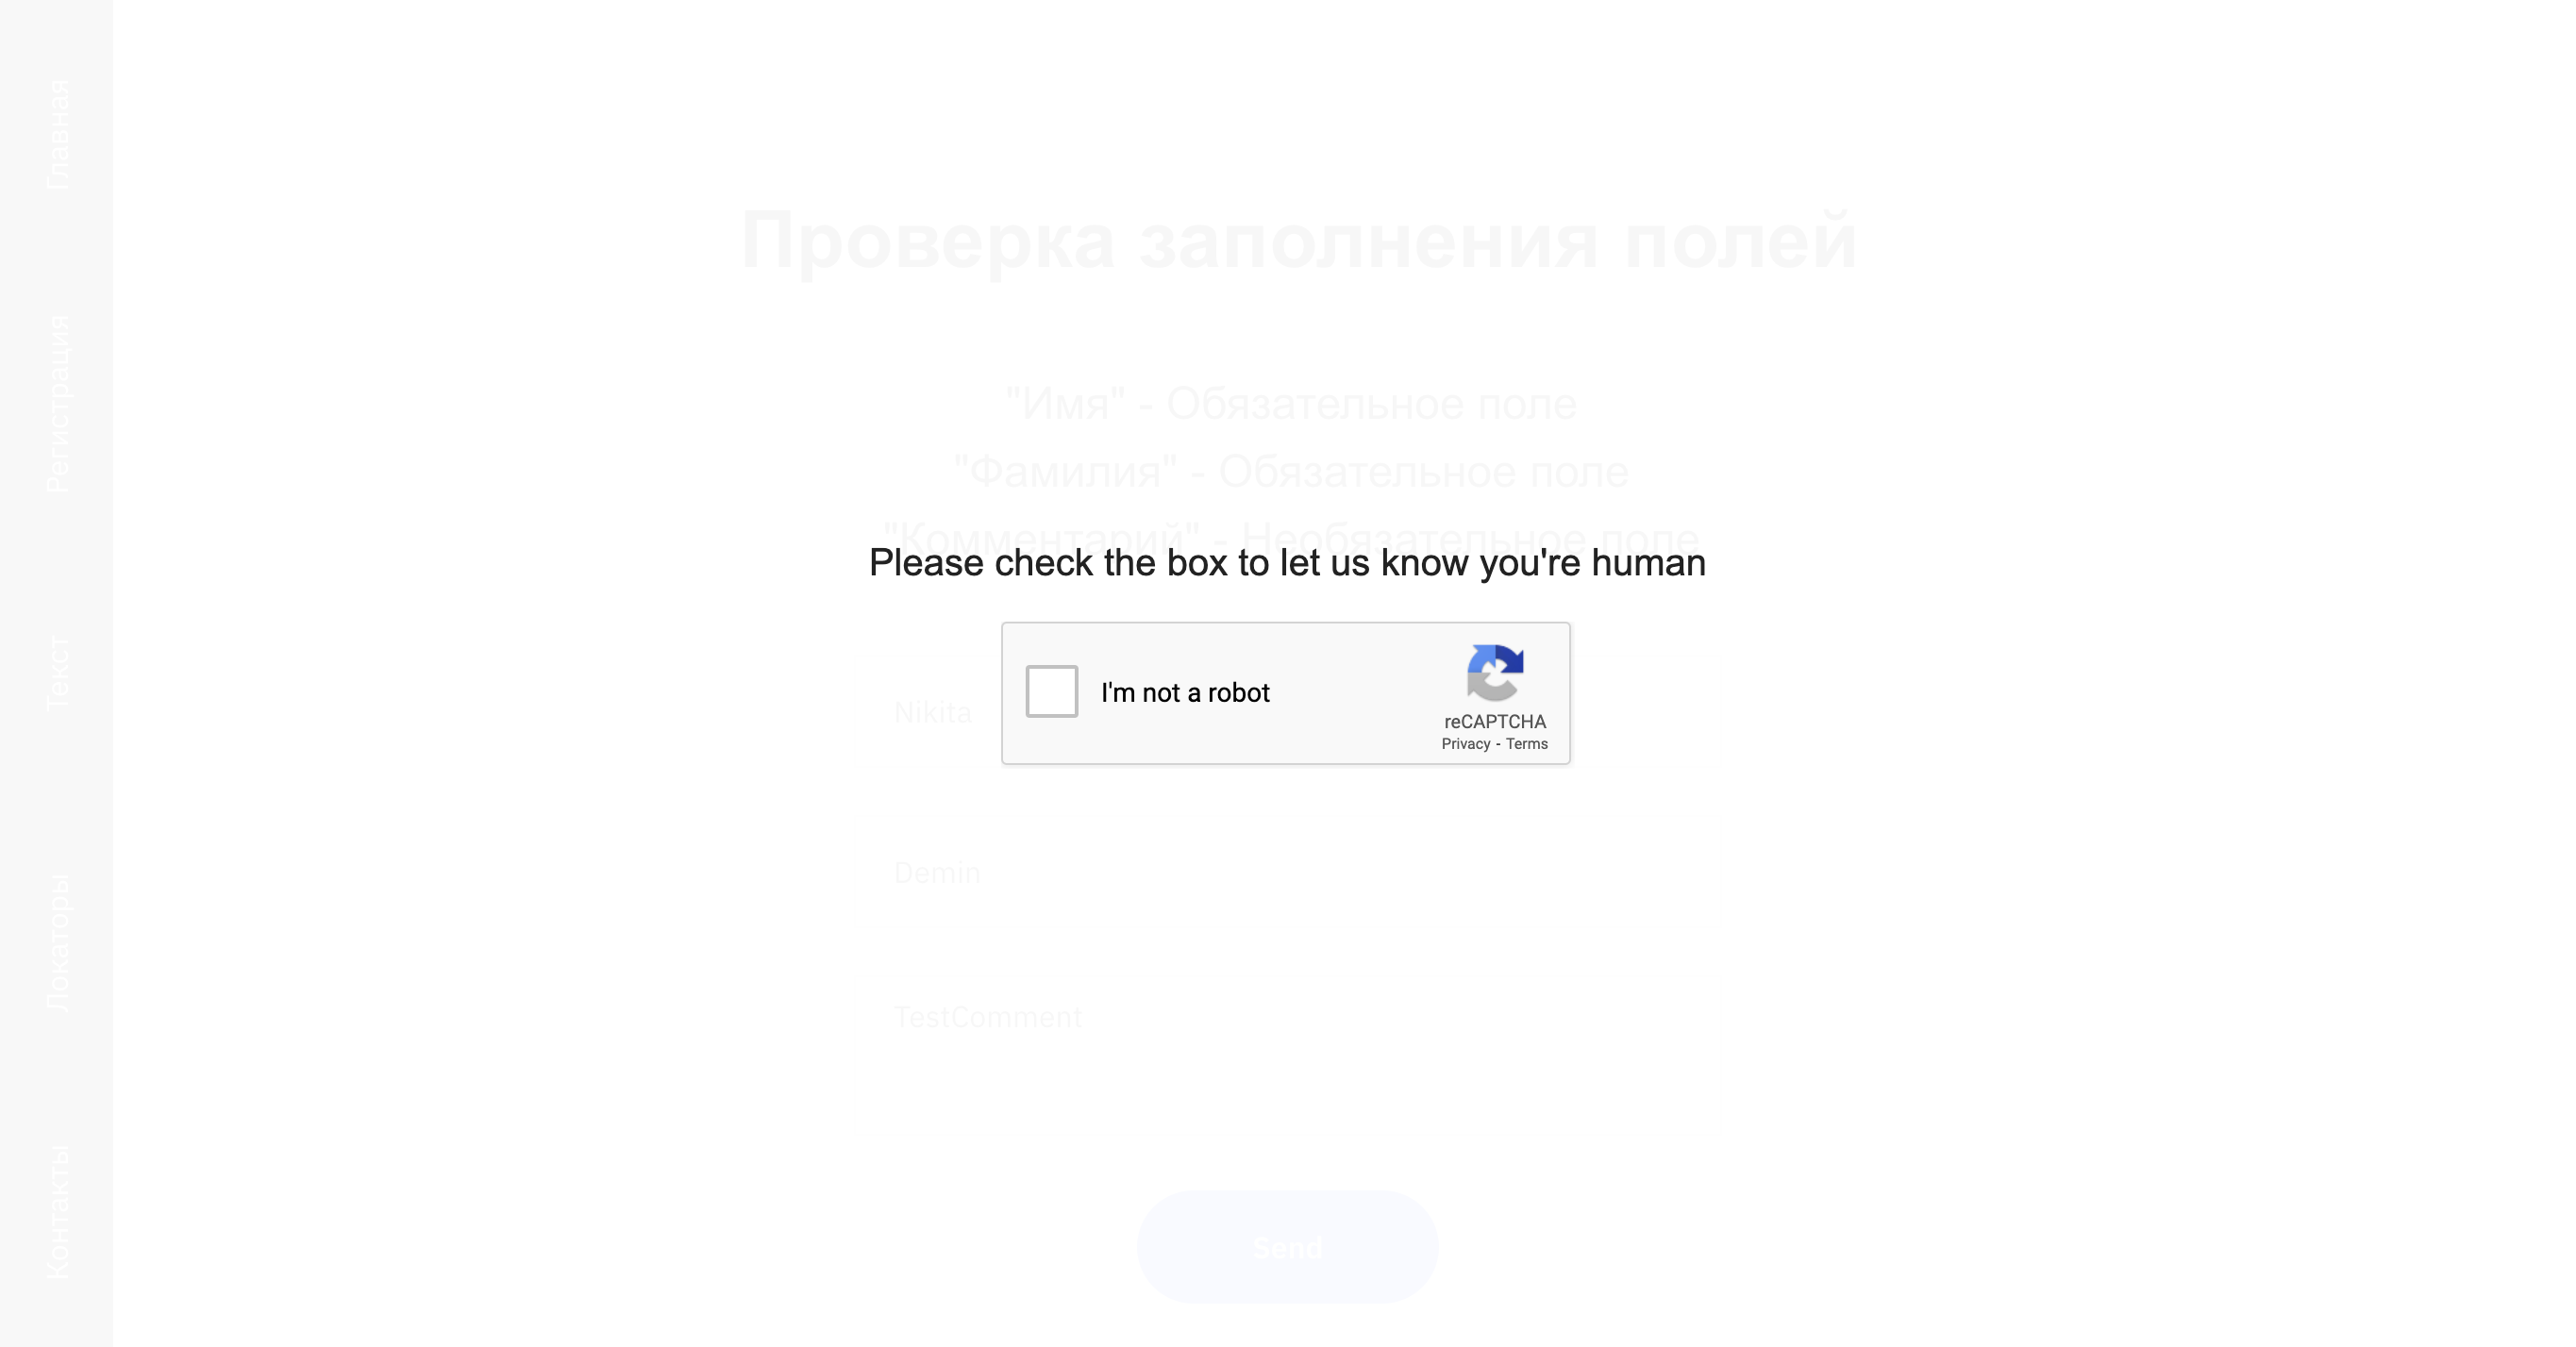 Главная
Регистрация
Текст
Локаторы
Контакты
Проверка заполнения полей
"Имя" - Обязательное поле
"Фамилия" - Обязательное поле
"Комментарий" - Необязательное поле
Please check the box to let us know you're human
I'm not a robot
reCAPTCHA
Privacy - Terms
Nikita
Demin
TestComment
Send